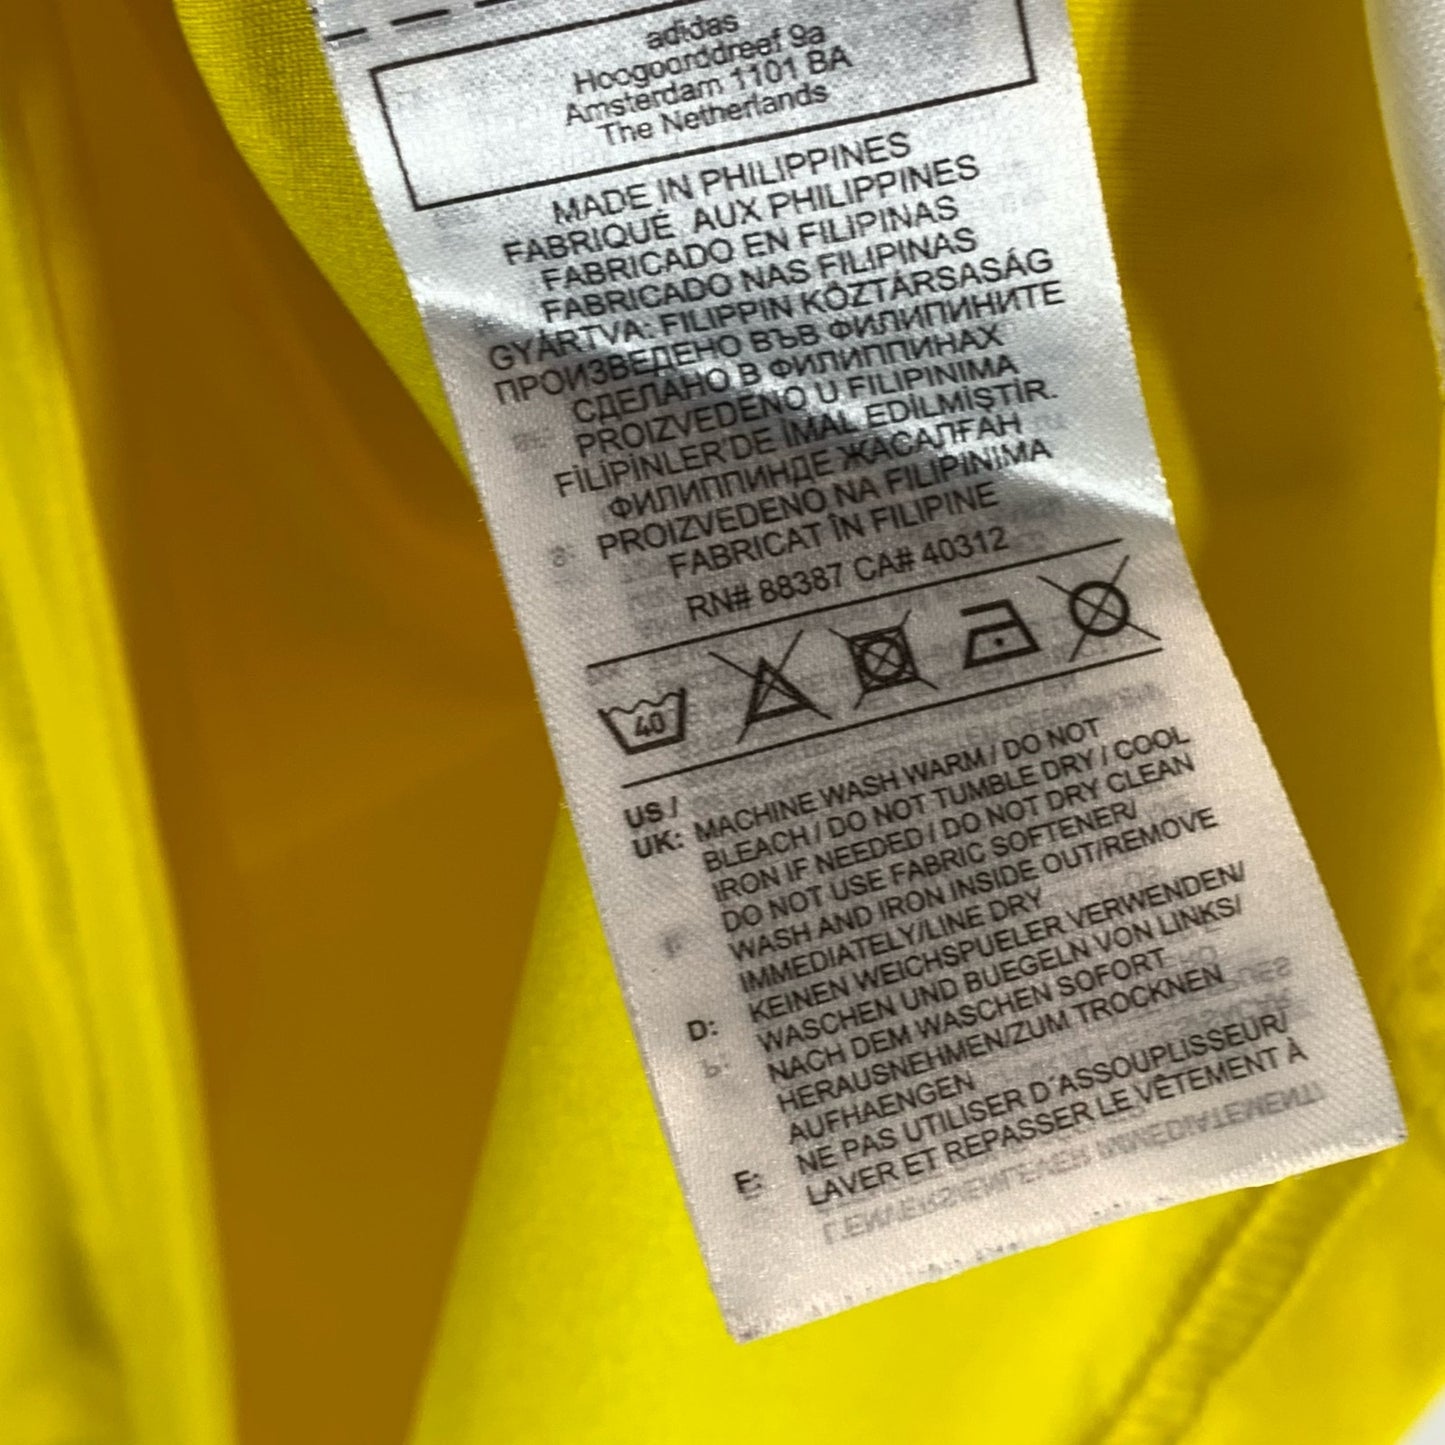 adidas
Hoogoorddreef 9a
Amsterdam 1101 BA
The Netherlands
MADE IN PHILIPPINES
FABRIQUÉ AUX PHILIPPINES
FABRICADO EN FILIPINAS
FABRICADO NAS FILIPINAS
GYÁRTVA: FILIPPIN KÖZTÁRSASÁG
ПРОИЗВЕДЕНО ВЪВ ФИЛИПИНИТЕ
СДЕЛАНО В ФИЛИППИНАХ
PROIZVEDENO U FILIPINIMA
FİLİPİNLER'DE İMAL EDİLMİŞTİR.
ФИЛИППИНДЕ ЖАСАЛҒАН
PROIZVEDENO NA FILIPINIMA
FABRICAT ÎN FILIPINE
RN# 88387 CA# 40312
40
US / UK: MACHINE WASH WARM / DO NOT
BLEACH / DO NOT TUMBLE DRY / COOL
IRON IF NEEDED / DO NOT DRY CLEAN
DO NOT USE FABRIC SOFTENER/
WASH AND IRON INSIDE OUT/REMOVE
IMMEDIATELY/LINE DRY
D: KEINEN WEICHSPUELER VERWENDEN/
WASCHEN UND BUEGELN VON LINKS/
NACH DEM WASCHEN SOFORT
HERAUSNEHMEN/ZUM TROCKNEN
AUFHAENGEN
F: NE PAS UTILISER D´ASSOUPLISSEUR/
LAVER ET REPASSER LE VÊTEMENT À